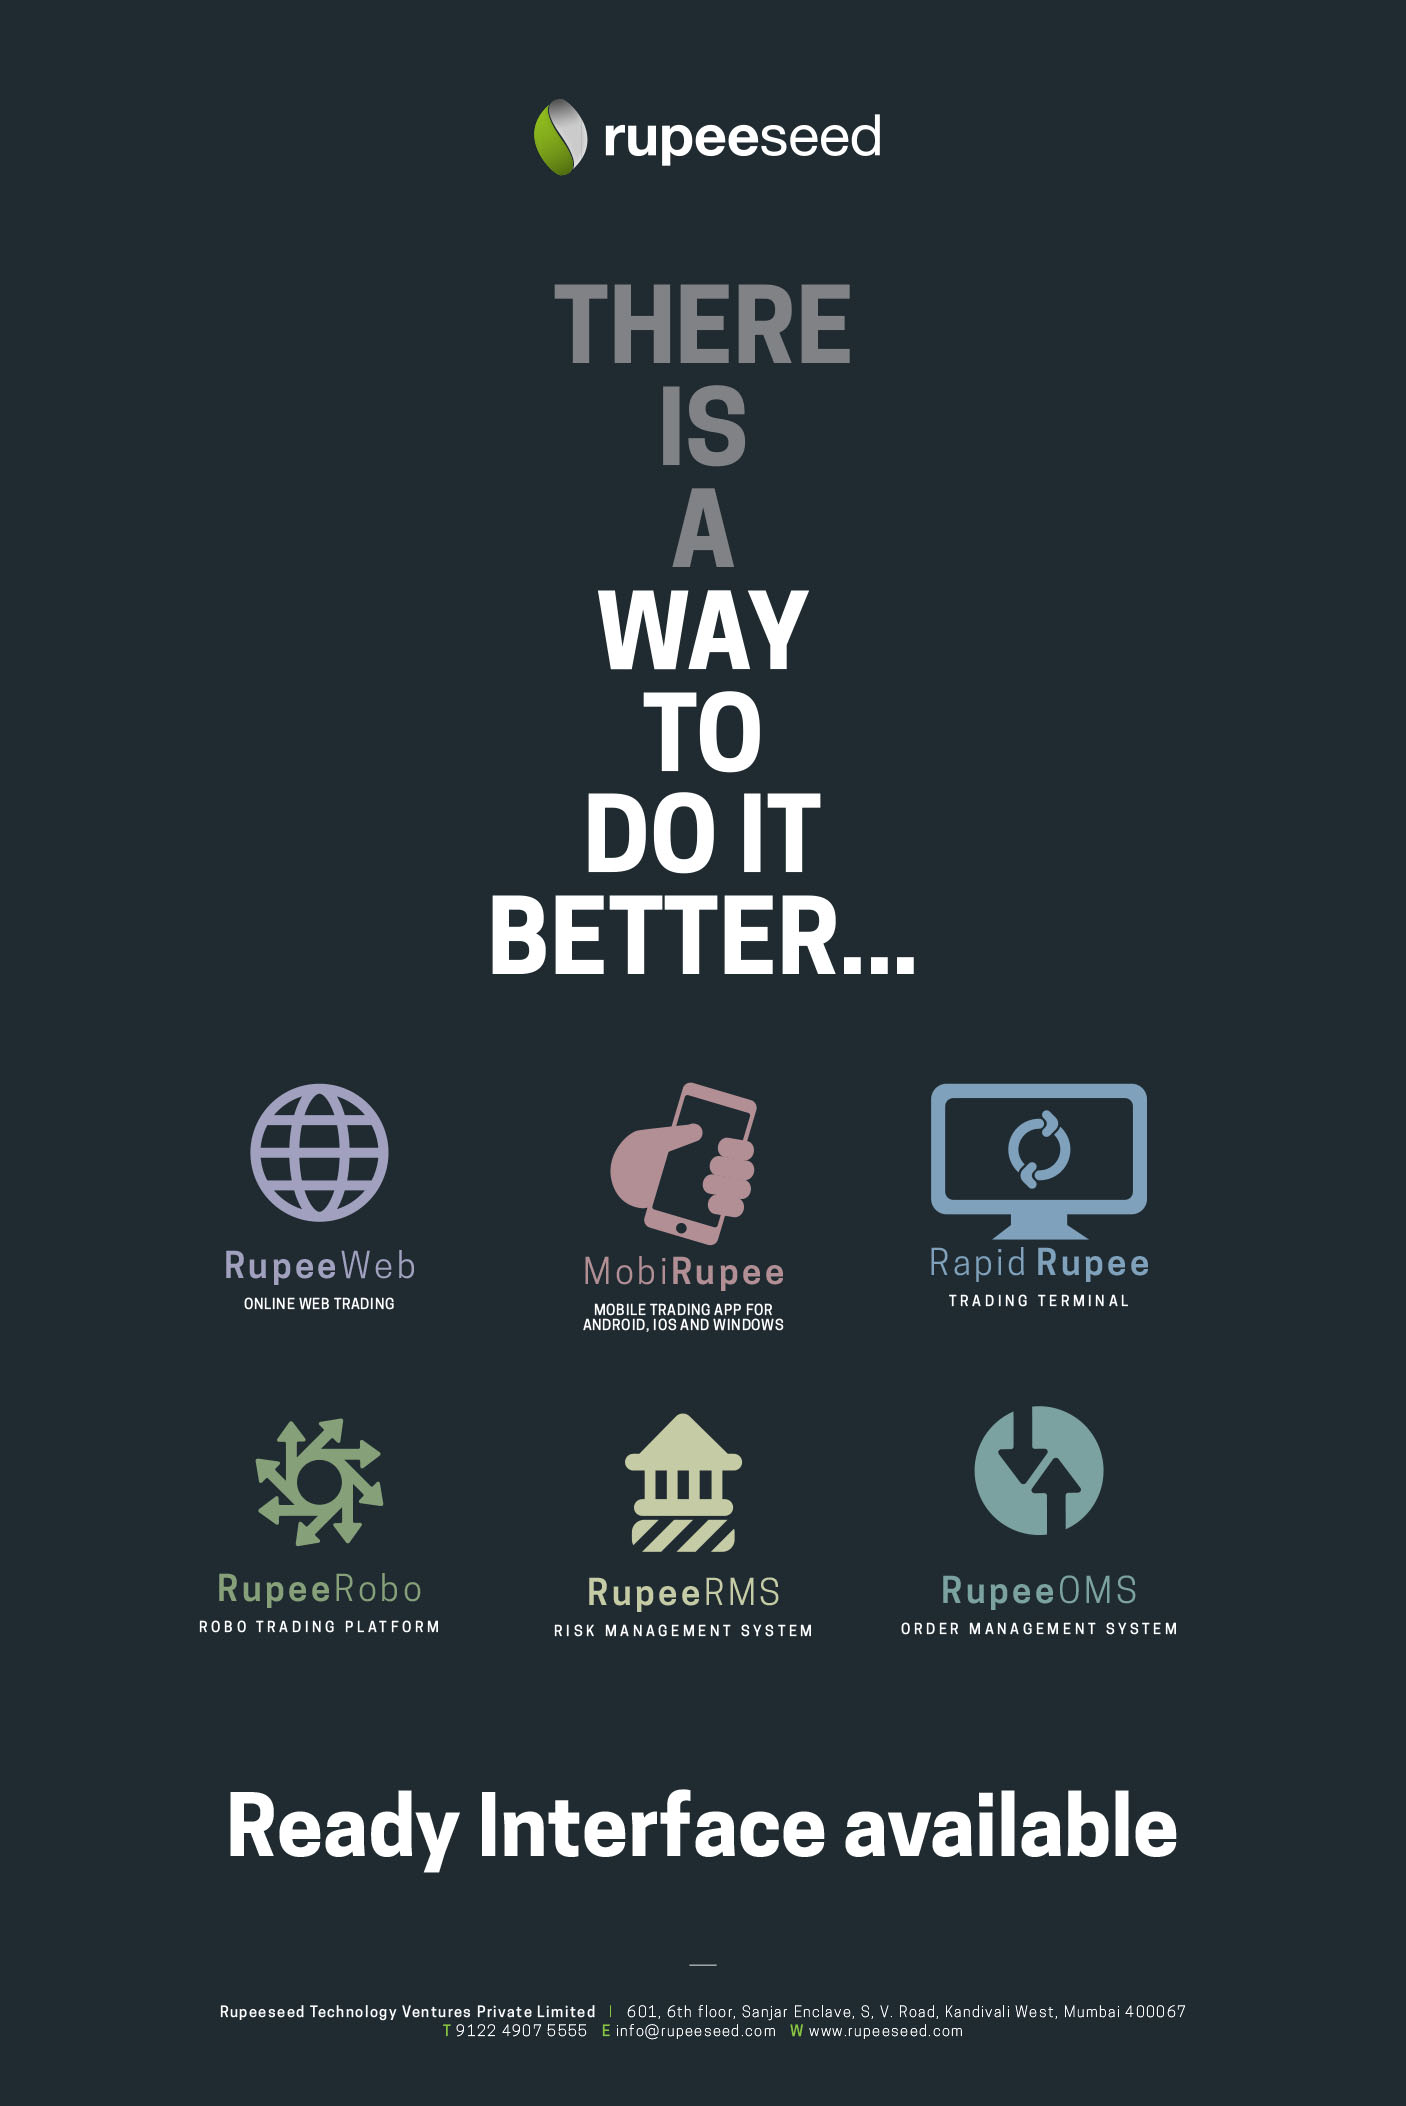 rupeeseed
THERE
IS
A
WAY
TO
DO IT
BETTER...
RupeeWeb
ONLINE WEB TRADING
MobiRupee
MOBILE TRADING APP FOR
ANDROID, IOS AND WINDOWS
Rapid Rupee
TRADING TERMINAL
RupeeRobo
ROBO TRADING PLATFORM
RupeeRMS
RISK MANAGEMENT SYSTEM
RupeeOMS
ORDER MANAGEMENT SYSTEM
Ready Interface available
Rupeeseed Technology Ventures Private Limited | 601, 6th floor, Sanjar Enclave, S, V. Road, Kandivali West, Mumbai 400067
T 9122 4907 5555 E info@rupeeseed.com W www.rupeeseed.com